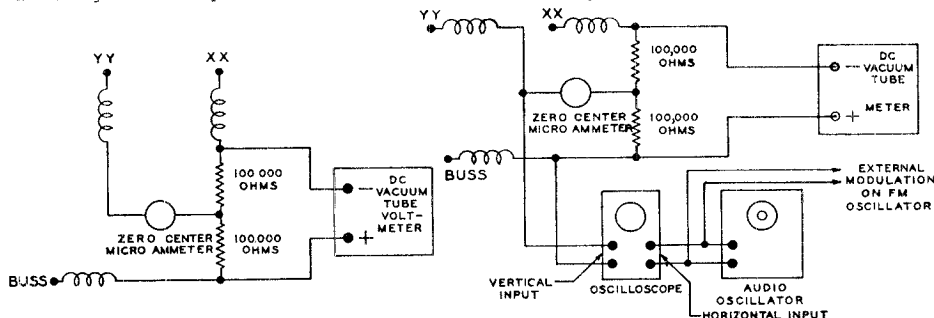 YY
XX
100 000
OHMS
ZERO CENTER
MICRO AMMETER
100,000
OHMS
BUSS
DC
VACUUM
TUBE
VOLT-
METER
−
+
YY
XX
100,000
OHMS
ZERO CENTER
MICRO AMMETER
100,000
OHMS
BUSS
DC
VACUUM
TUBE
METER
−
+
EXTERNAL
MODULATION
ON FM
OSCILLATOR
VERTICAL
INPUT
OSCILLOSCOPE
AUDIO
OSCILLATOR
HORIZONTAL INPUT